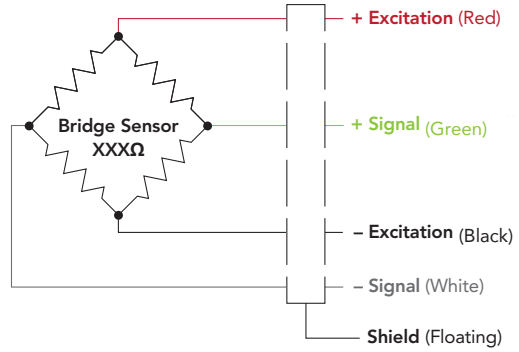 + Excitation (Red)
Bridge Sensor
XXXΩ
+ Signal (Green)
– Excitation (Black)
– Signal (White)
Shield (Floating)